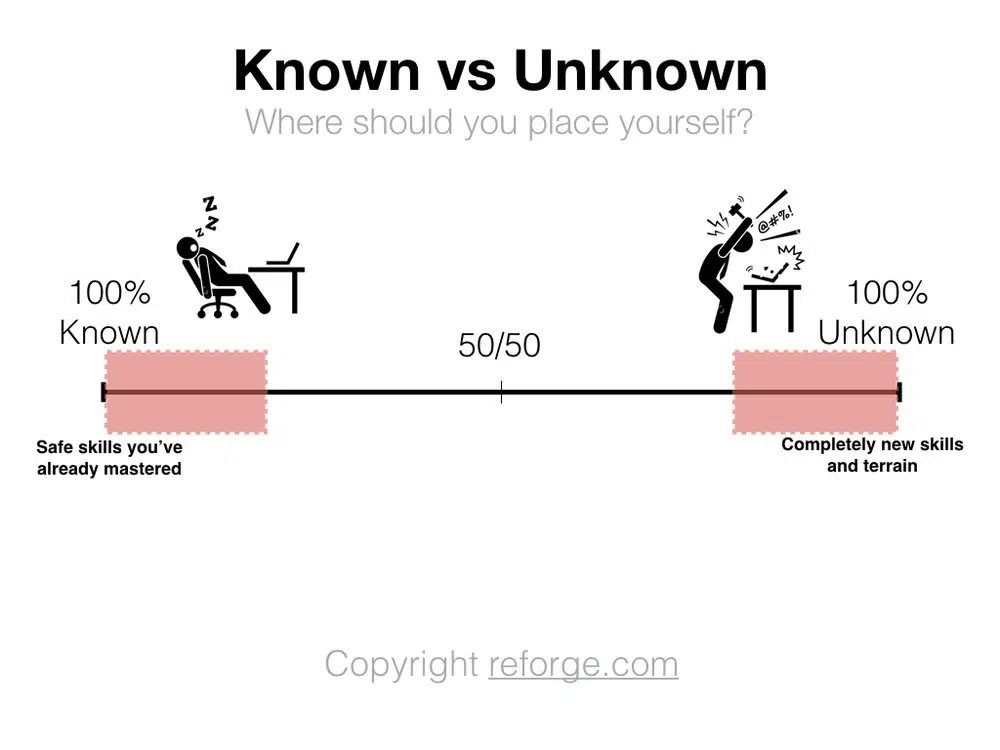 Known vs Unknown
Where should you place yourself?
Z
Z
Z
@#%!
100%
Known
50/50
100%
Unknown
Safe skills you've
already mastered
Completely new skills
and terrain
Copyright reforge.com